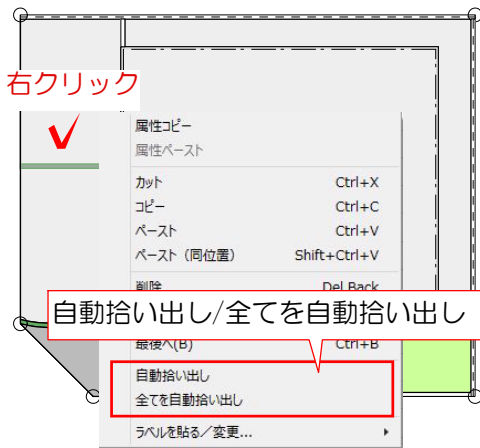 右クリック
属性コピー
属性ペースト
カット Ctrl+X
コピー Ctrl+C
ペースト Ctrl+V
ペースト（同位置） Shift+Ctrl+V
削除 Del,Back
自動拾い出し/全てを自動拾い出し
最後へ(B) Ctrl+B
自動拾い出し
全てを自動拾い出し
ラベルを貼る／変更...